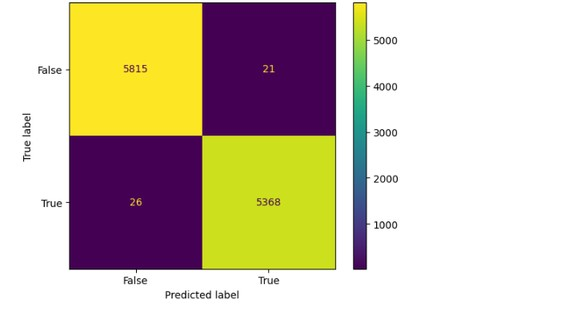 False
5815
21
True
26
5368
True label
False
True
Predicted label
5000
4000
3000
2000
1000